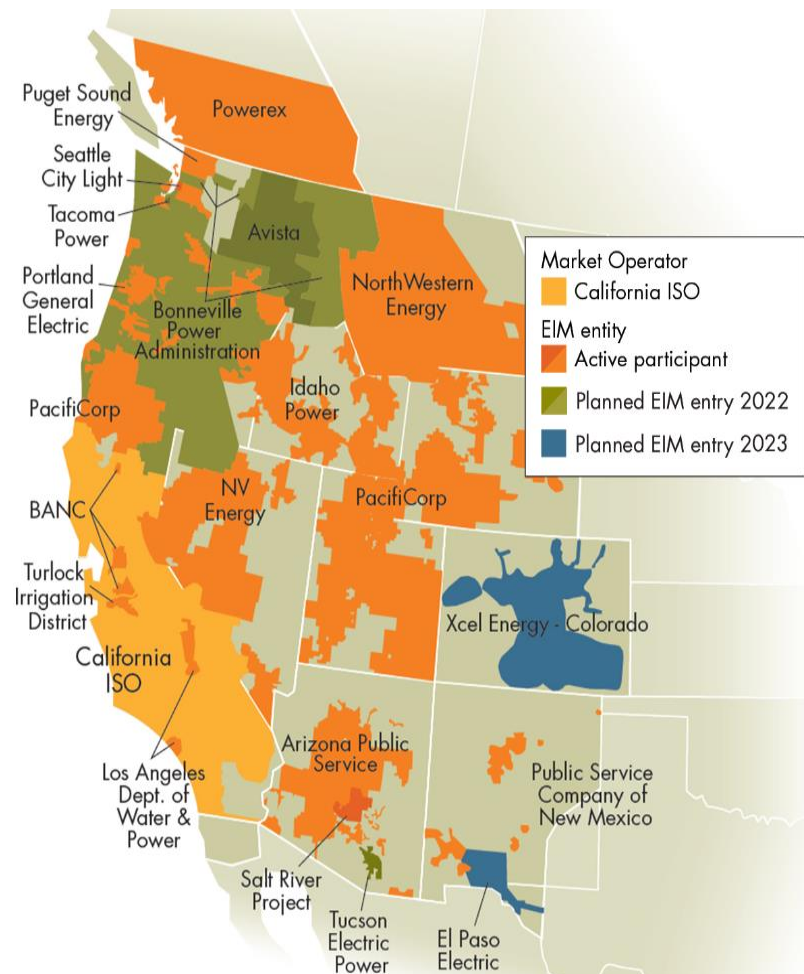 Puget Sound
Energy
Powerex
Seattle
City Light
Tacoma
Power
Avista
Portland
General
Electric
Bonneville
Power
Administration
NorthWestern
Energy
Market Operator
California ISO
EIM entity
Active participant
Planned EIM entry 2022
Planned EIM entry 2023
PacifiCorp
Idaho
Power
BANC
NV
Energy
PacifiCorp
Turlock
Irrigation
District
Xcel Energy - Colorado
California
ISO
Los Angeles
Dept. of
Water &
Power
Arizona Public
Service
Public Service
Company of
New Mexico
Salt River
Project
Tucson
Electric
Power
El Paso
Electric